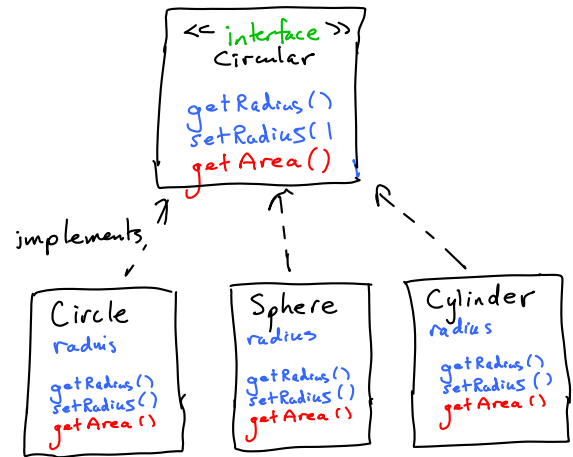 << interface >>
Circular
getRadius()
setRadius()
getArea()
implements
Circle
radius
getRadius()
setRadius()
getArea()
Sphere
radius
getRadius()
setRadius()
getArea()
Cylinder
radius
getRadius()
setRadius()
getArea()